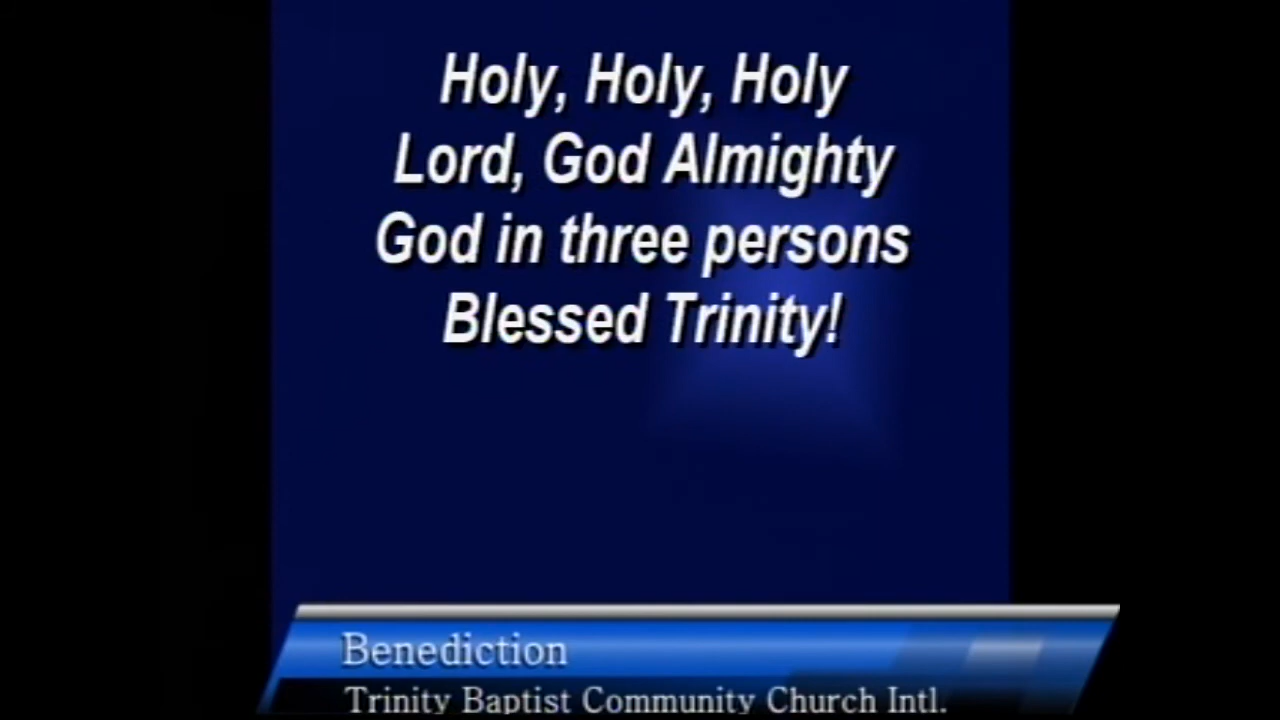 Holy, Holy, Holy
Lord, God Almighty
God in three persons
Blessed Trinity!
Benediction
Trinity Baptist Community Church Intl.